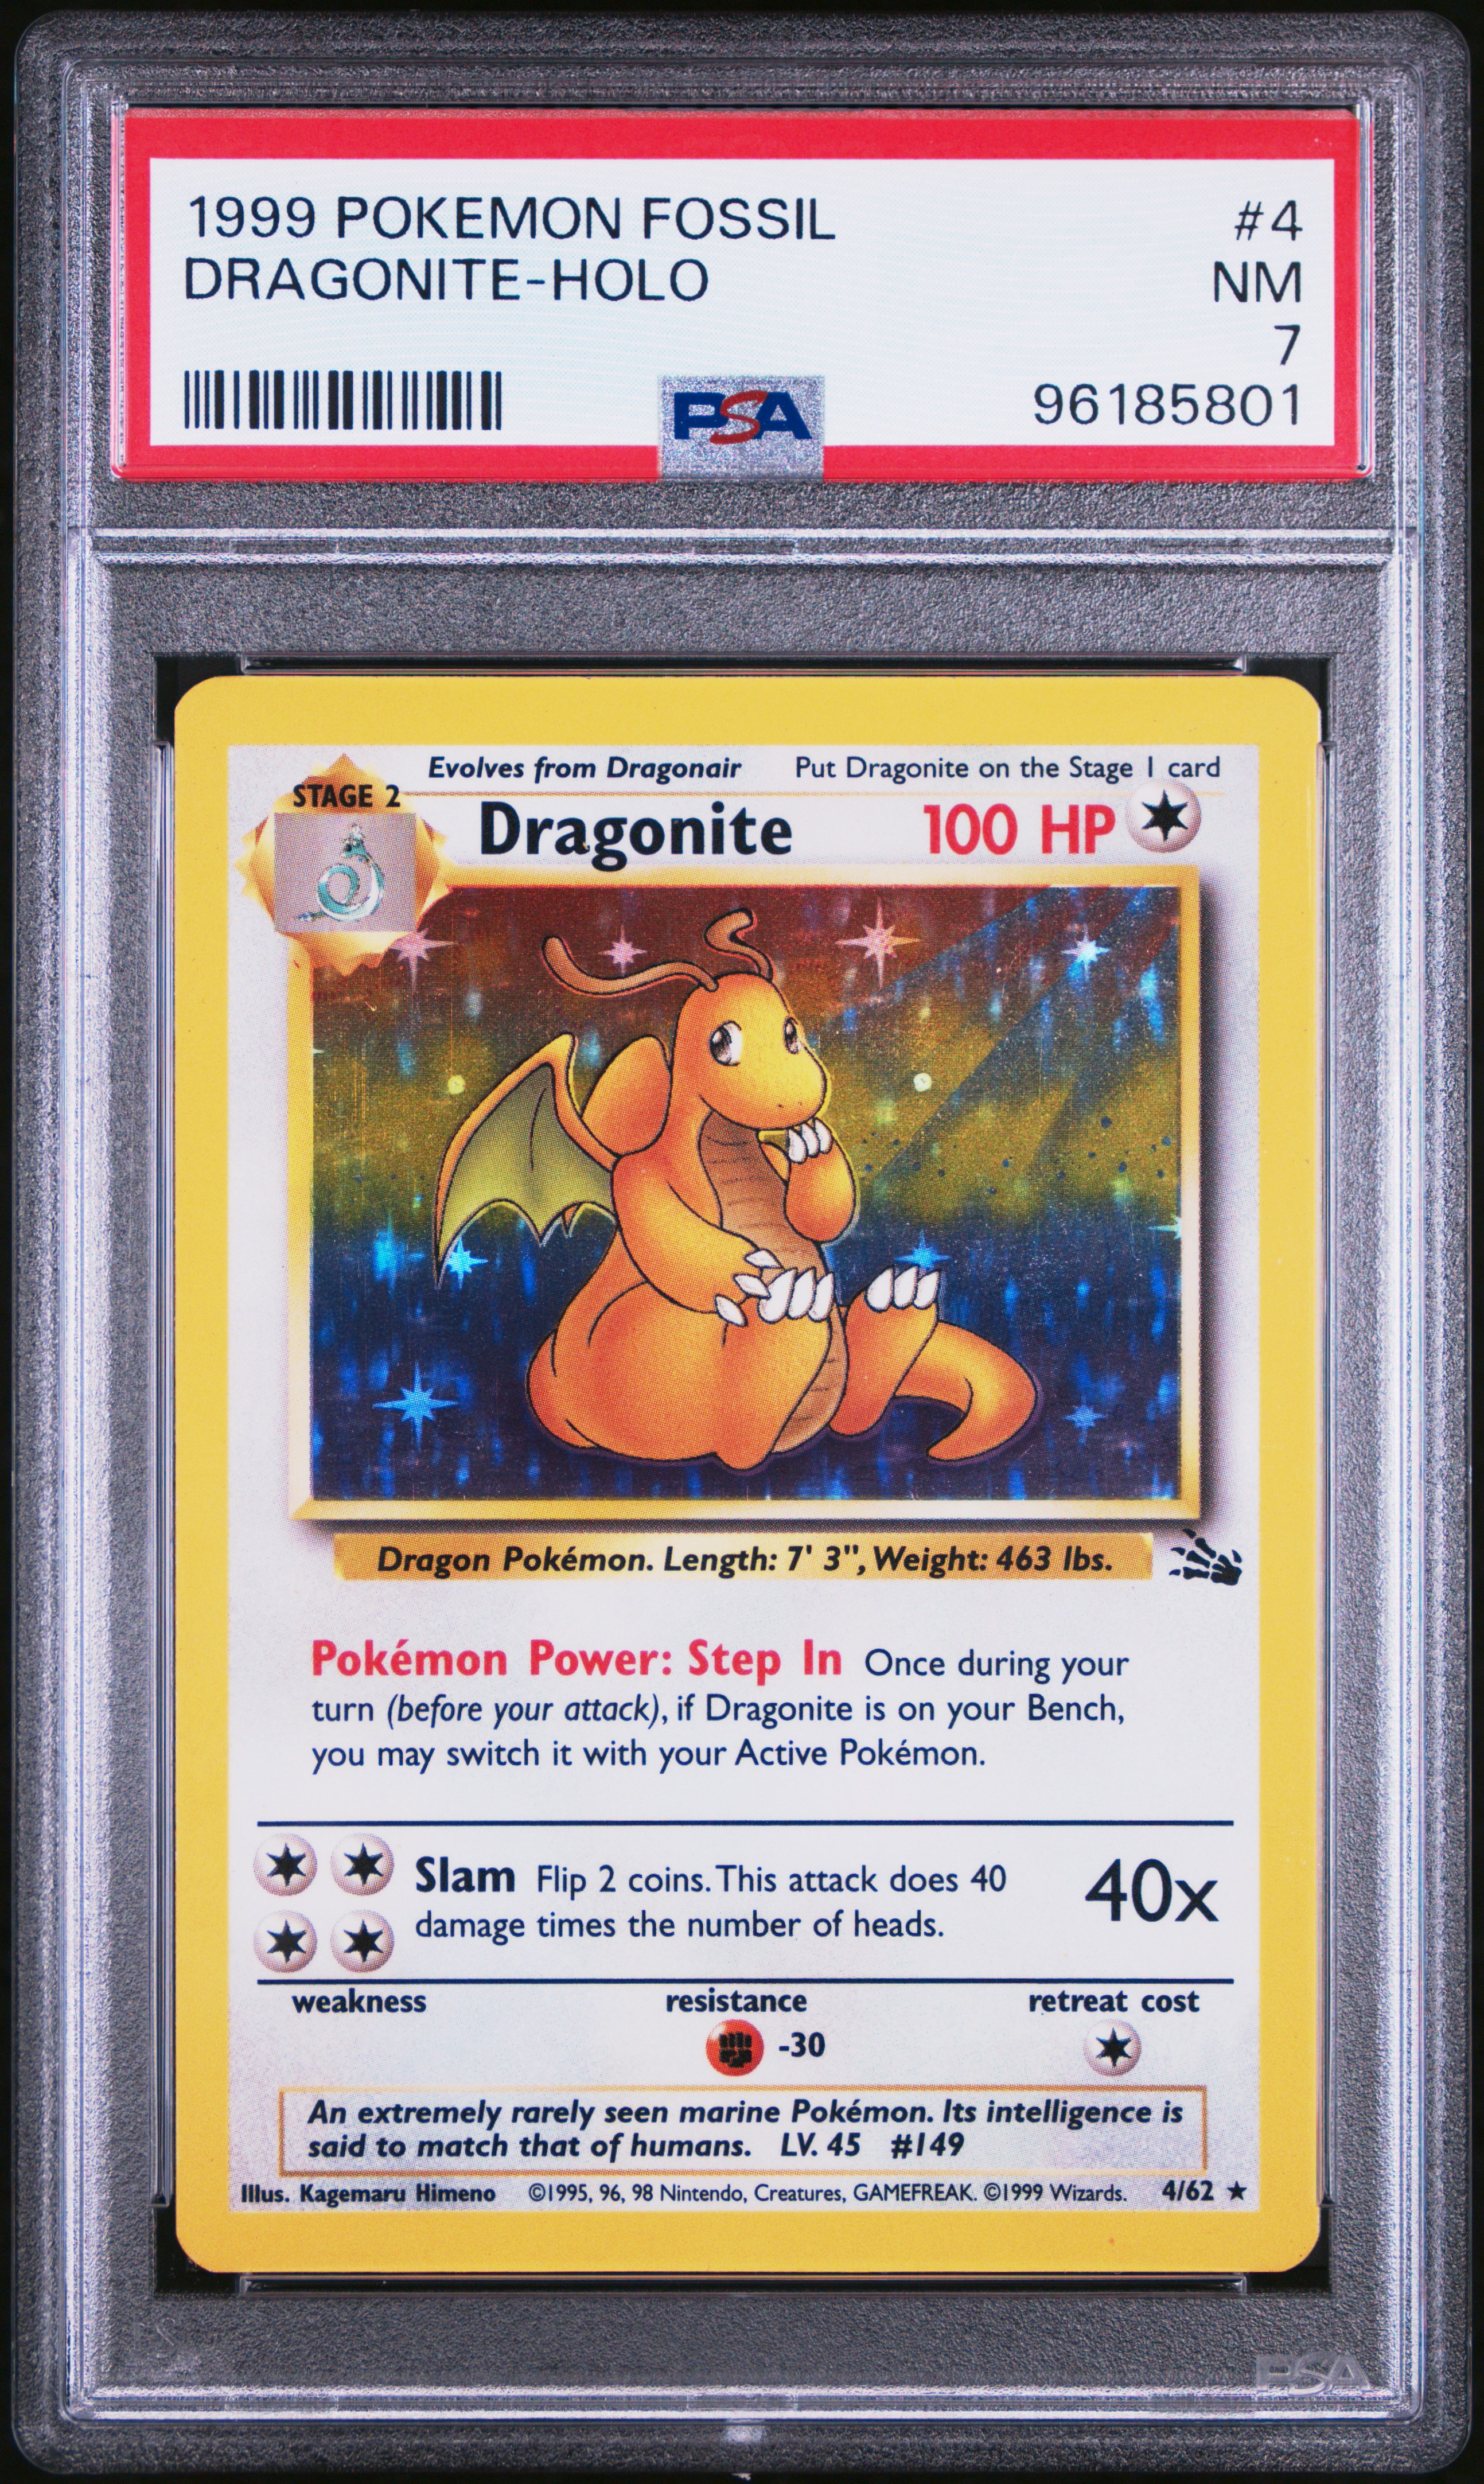 1999 POKEMON FOSSIL #4
DRAGONITE-HOLO NM
7
PSA 96185801
Evolves from Dragonair Put Dragonite on the Stage 1 card
STAGE 2
Dragonite 100 HP
Dragon Pokémon. Length: 7' 3", Weight: 463 lbs.
Pokémon Power: Step In Once during your
turn (before your attack), if Dragonite is on your Bench,
you may switch it with your Active Pokémon.
Slam Flip 2 coins. This attack does 40
damage times the number of heads.
40x
weakness resistance retreat cost
-30
An extremely rarely seen marine Pokémon. Its intelligence is
said to match that of humans. LV. 45 #149
Illus. Kagemaru Himeno ©1995, 96, 98 Nintendo, Creatures, GAMEFREAK. ©1999 Wizards. 4/62 ★
PSA